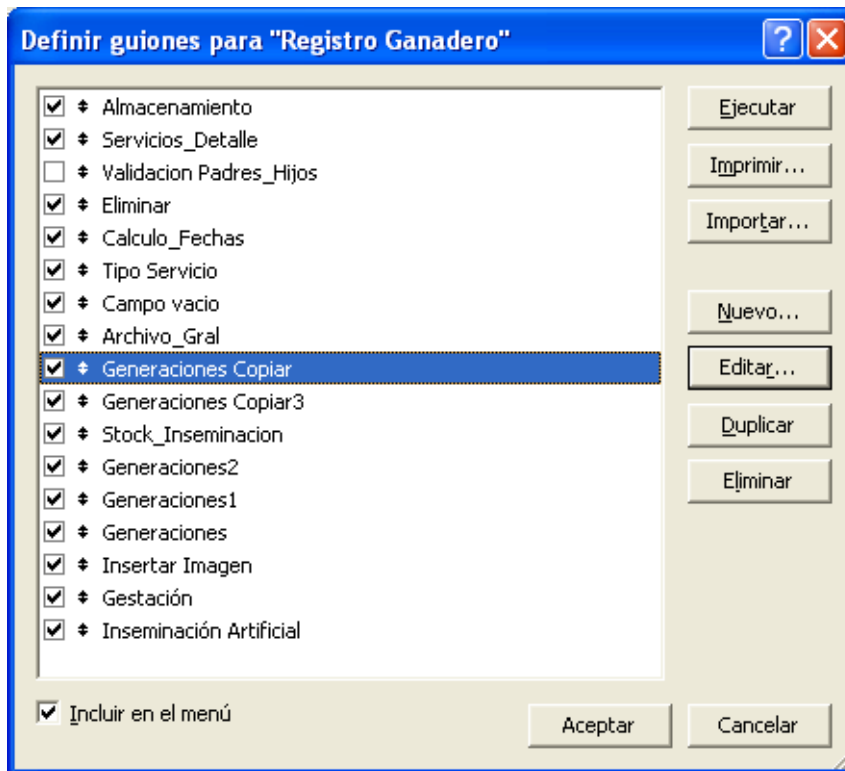 Definir guiones para "Registro Ganadero"
Almacenamiento
Servicios_Detalle
Validacion Padres_Hijos
Eliminar
Calculo_Fechas
Tipo Servicio
Campo vacio
Archivo_Gral
Generaciones Copiar
Generaciones Copiar3
Stock_Inseminacion
Generaciones2
Generaciones1
Generaciones
Insertar Imagen
Gestación
Inseminación Artificial
Ejecutar
Imprimir...
Importar...
Nuevo...
Editar...
Duplicar
Eliminar
Incluir en el menú
Aceptar
Cancelar